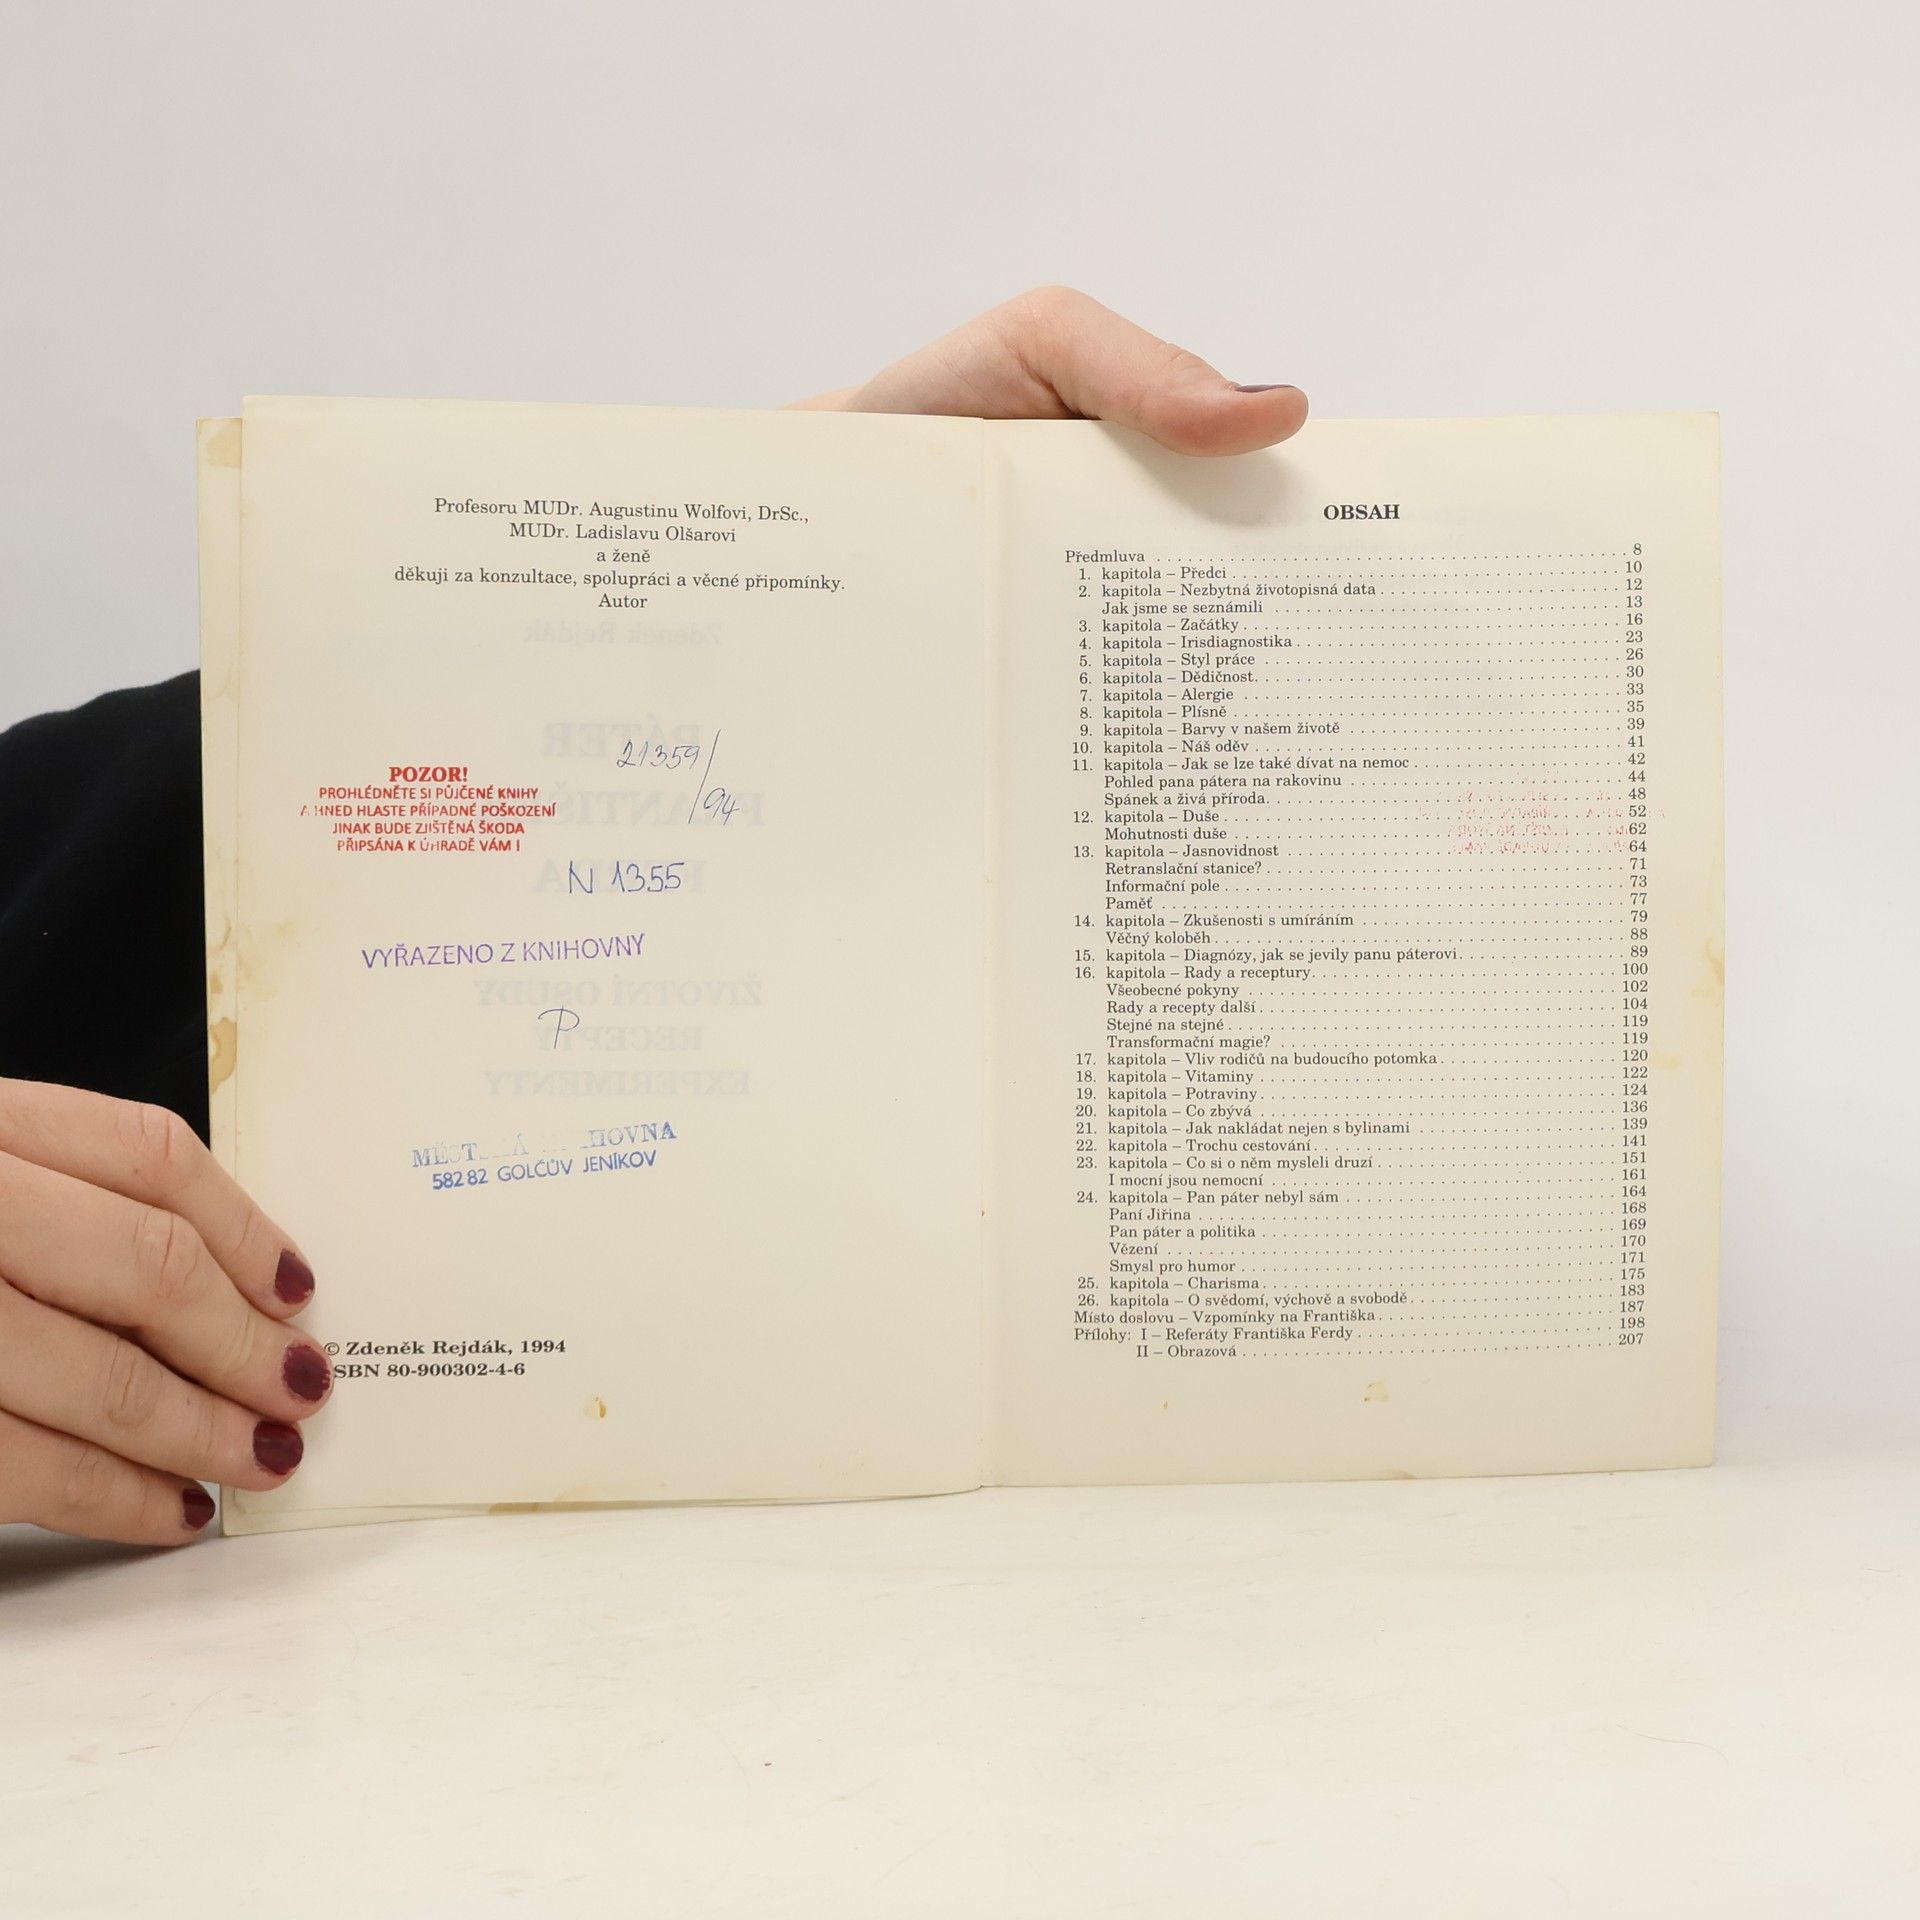 Profesoru MUDr. Augustinu Wolfovi, DrSc.,
MUDr. Ladislavu Olšarovi
a ženě
děkuji za konzultace, spolupráci a věcné připomínky.
Autor
21359/
/94
POZOR!
PROHLÉDNĚTE SI PŮJČENÉ KNIHY
A IHNED HLASTE PŘÍPADNÉ POŠKOZENÍ
JINAK BUDE ZJIŠTĚNÁ ŠKODA
PŘIPSÁNA K ÚHRADĚ VÁM !
N 1355
VYŘAZENO Z KNIHOVNY
P
MĚSTSKÁ KNIHOVNA
582 82 GOLČŮV JENÍKOV
© Zdeněk Rejdák, 1994
SBN 80-900302-4-6
OBSAH
Předmluva . . . . 8
1. kapitola – Předci . . . . 10
2. kapitola – Nezbytná životopisná data . . . . 12
Jak jsme se seznámili . . . . 13
3. kapitola – Začátky . . . . 16
4. kapitola – Irisdiagnostika . . . . 23
5. kapitola – Styl práce . . . . 26
6. kapitola – Dědičnost. . . . 30
7. kapitola – Alergie . . . . 33
8. kapitola – Plísně . . . . 35
9. kapitola – Barvy v našem životě . . . . 39
10. kapitola – Náš oděv . . . . 41
11. kapitola – Jak se lze také dívat na nemoc . . . . 42
Pohled pana pátera na rakovinu . . . . 44
Spánek a živá příroda. . . . 48
12. kapitola – Duše . . . . 52
Mohutnosti duše . . . . 62
13. kapitola – Jasnovidnost . . . . 64
Retranslační stanice? . . . . 71
Informační pole . . . . 73
Paměť . . . . 77
14. kapitola – Zkušenosti s umíráním . . . . 79
Věčný koloběh . . . . 88
15. kapitola – Diagnózy, jak se jevily panu páterovi. . . . 89
16. kapitola – Rady a receptury. . . . 100
Všeobecné pokyny . . . . 102
Rady a recepty další . . . . 104
Stejné na stejné . . . . 119
Transformační magie? . . . . 119
17. kapitola – Vliv rodičů na budoucího potomka . . . . 120
18. kapitola – Vitaminy . . . . 122
19. kapitola – Potraviny . . . . 124
20. kapitola – Co zbývá . . . . 136
21. kapitola – Jak nakládat nejen s bylinami . . . . 139
22. kapitola – Trochu cestování . . . . 141
23. kapitola – Co si o něm mysleli druzí . . . . 151
I mocní jsou nemocní . . . . 161
24. kapitola – Pan páter nebyl sám . . . . 164
Paní Jiřina . . . . 168
Pan páter a politika . . . . 169
Vězení . . . . 170
Smysl pro humor . . . . 171
25. kapitola – Charisma . . . . 175
26. kapitola – O svědomí, výchově a svobodě . . . . 183
Místo doslovu – Vzpomínky na Františka . . . . 187
Přílohy: I – Referáty Františka Ferdy . . . . 198
II – Obrazová . . . . 207